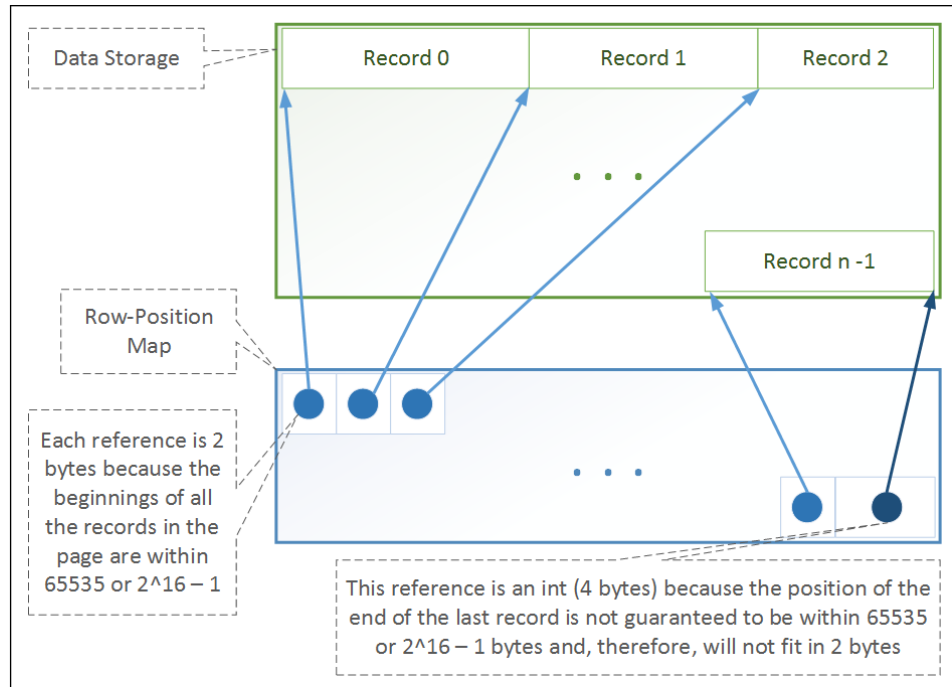 Data Storage
Record 0
Record 1
Record 2
. . .
Record n -1
Row-Position
Map
Each reference is 2
bytes because the
beginnings of all
the records in the
page are within
65535 or 2^16 – 1
. . .
This reference is an int (4 bytes) because the position of the
end of the last record is not guaranteed to be within 65535
or 2^16 – 1 bytes and, therefore, will not fit in 2 bytes